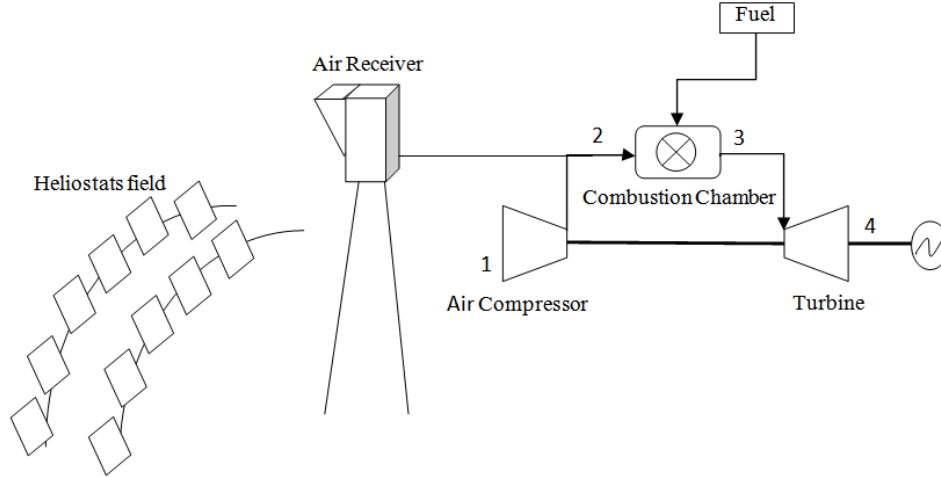 Fuel
Air Receiver
2
3
Heliostats field
Combustion Chamber
4
1
Air Compressor
Turbine